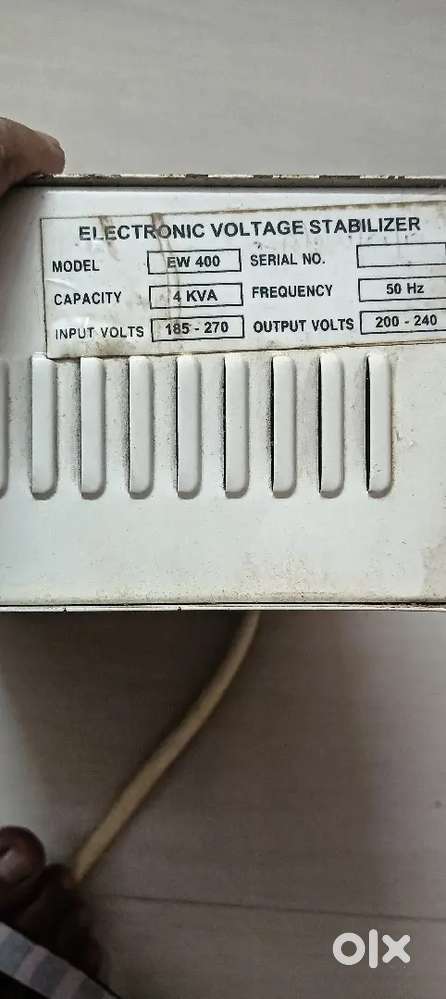 ELECTRONIC VOLTAGE STABILIZER
MODEL EW 400 SERIAL NO.
CAPACITY 4 KVA FREQUENCY 50 Hz
INPUT VOLTS 185 - 270 OUTPUT VOLTS 200 - 240
olx